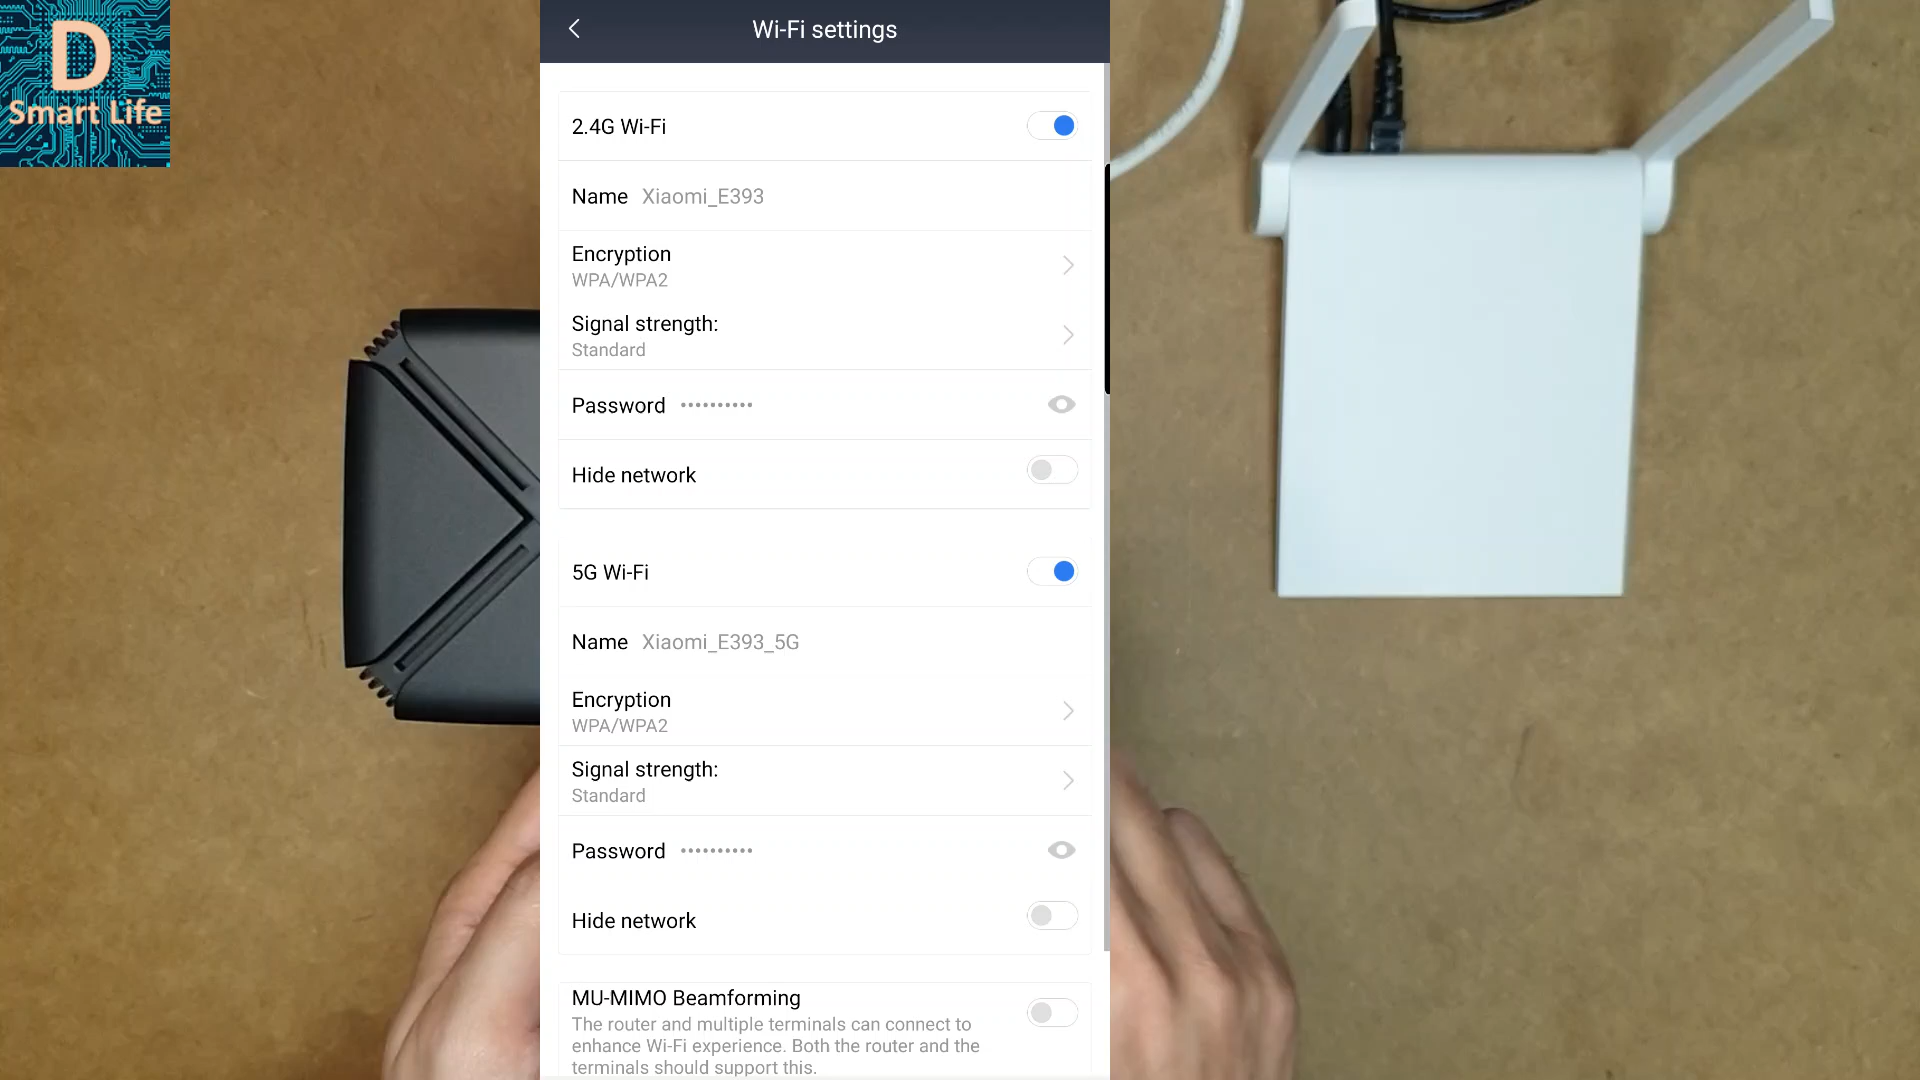 D
Smart Life
Wi-Fi settings
2.4G Wi-Fi
Name Xiaomi_E393
Encryption
WPA/WPA2
Signal strength:
Standard
Password ••••••••••
Hide network
5G Wi-Fi
Name Xiaomi_E393_5G
Encryption
WPA/WPA2
Signal strength:
Standard
Password ••••••••••
Hide network
MU-MIMO Beamforming
The router and multiple terminals can connect to
enhance Wi-Fi experience. Both the router and the
terminals should support this.